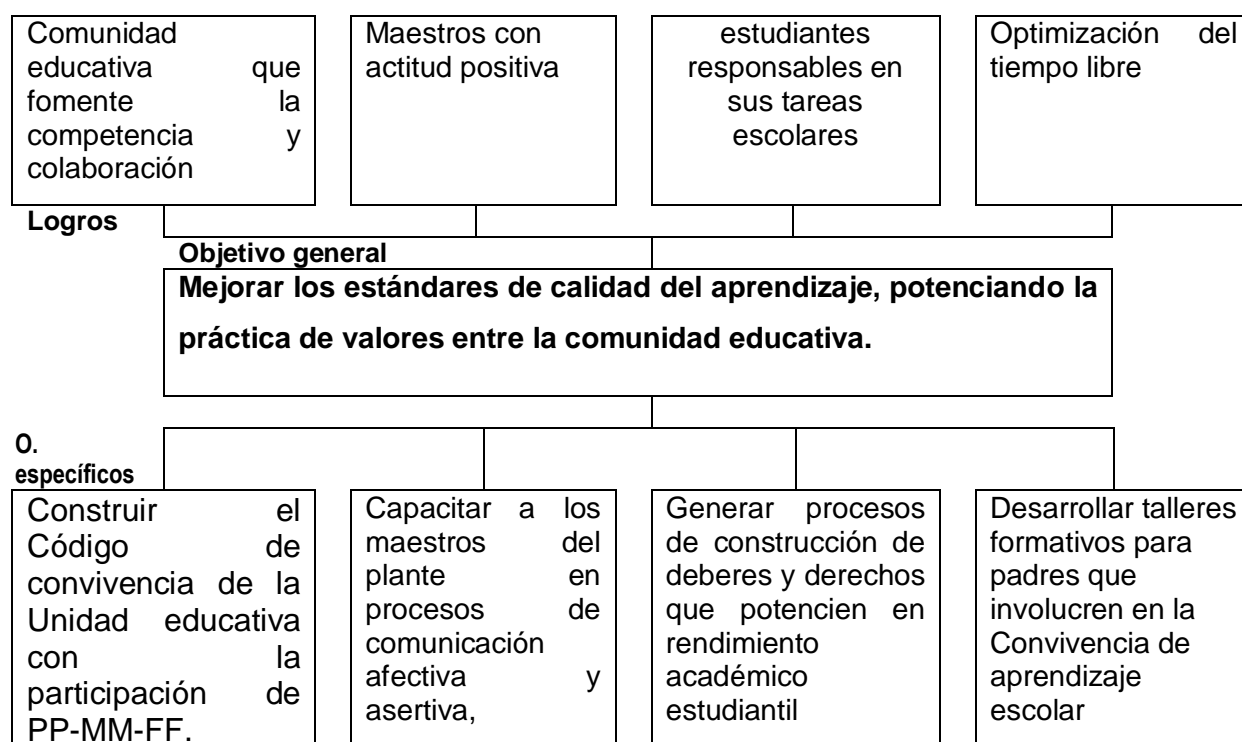 Comunidad
educativa que
fomente la
competencia y
colaboración
Maestros con
actitud positiva
estudiantes
responsables en
sus tareas
escolares
Optimización del
tiempo libre
Logros
Objetivo general
Mejorar los estándares de calidad del aprendizaje, potenciando la
práctica de valores entre la comunidad educativa.
O.
específicos
Construir el
Código de
convivencia de la
Unidad educativa
con la
participación de
PP-MM-FF.
Capacitar a los
maestros del
plante en
procesos de
comunicación
afectiva y
asertiva,
Generar procesos
de construcción de
deberes y derechos
que potencien en
rendimiento
académico
estudiantil
Desarrollar talleres
formativos para
padres que
involucren en la
Convivencia de
aprendizaje
escolar